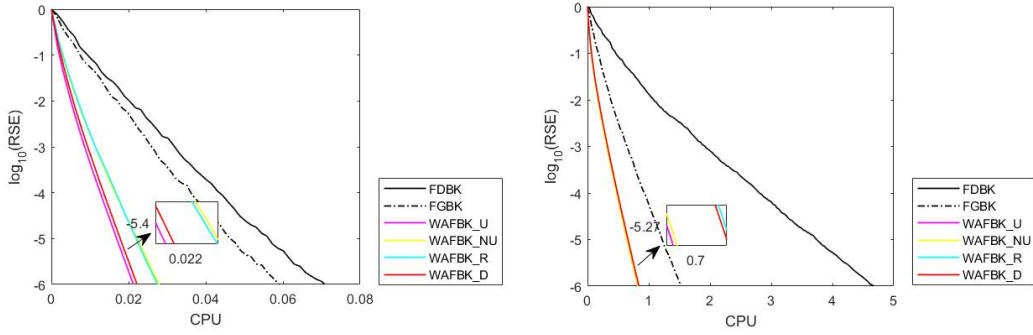 0
-1
-2
-3
-4
-5
-6
log10(RSE)
0
0.02
0.04
0.06
0.08
CPU
-5.4
0.022
FDBK
FGBK
WAFBK_U
WAFBK_NU
WAFBK_R
WAFBK_D
0
-1
-2
-3
-4
-5
-6
log10(RSE)
0
1
2
3
4
5
CPU
-5.27
0.7
FDBK
FGBK
WAFBK_U
WAFBK_NU
WAFBK_R
WAFBK_D